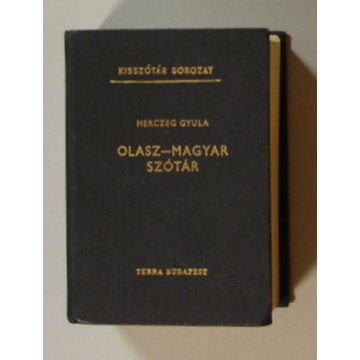 KISSZÓTÁR SOROZAT
HERCZEG GYULA
OLASZ—MAGYAR
SZÓTÁR
TERRA BUDAPEST